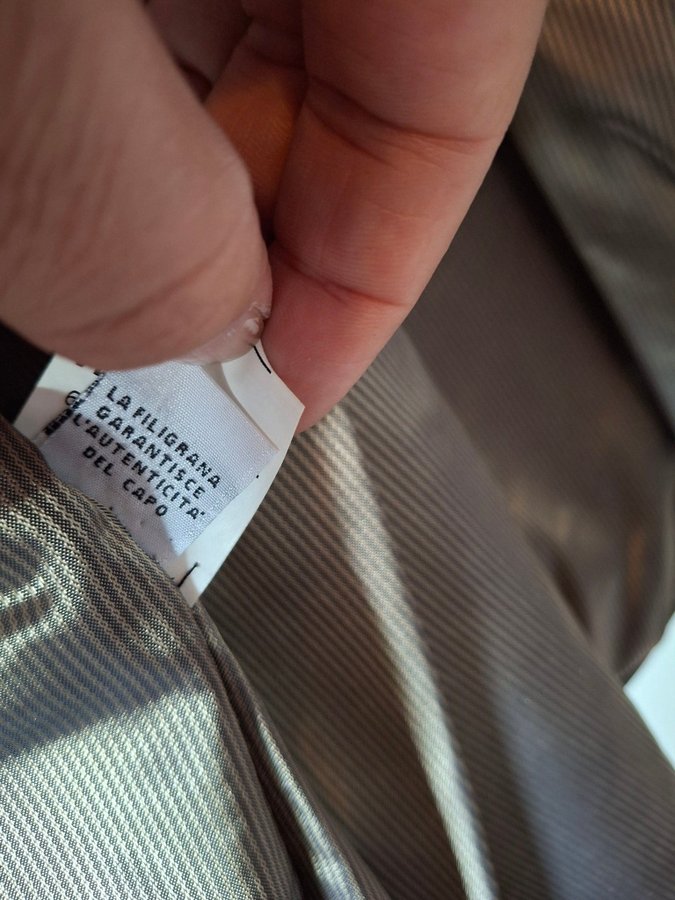 LA FILIGRANA
GARANTISCE
L'AUTENTICITA'
DEL CAPO